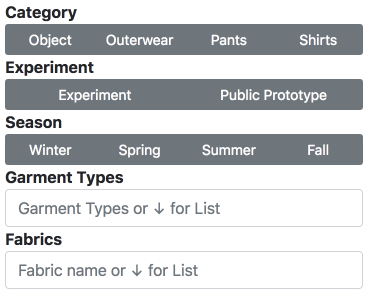 Category
Object Outerwear Pants Shirts
Experiment
Experiment Public Prototype
Season
Winter Spring Summer Fall
Garment Types
Garment Types or ↓ for List
Fabrics
Fabric name or ↓ for List